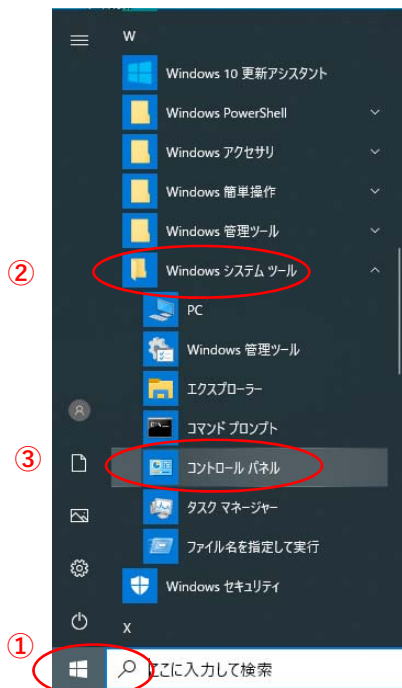 W
Windows 10 更新アシスタント
Windows PowerShell
Windows アクセサリ
Windows 簡単操作
Windows 管理ツール
② Windows システム ツール
PC
Windows 管理ツール
エクスプローラー
コマンド プロンプト
③ コントロール パネル
タスク マネージャー
ファイル名を指定して実行
Windows セキュリティ
X
① ここに入力して検索